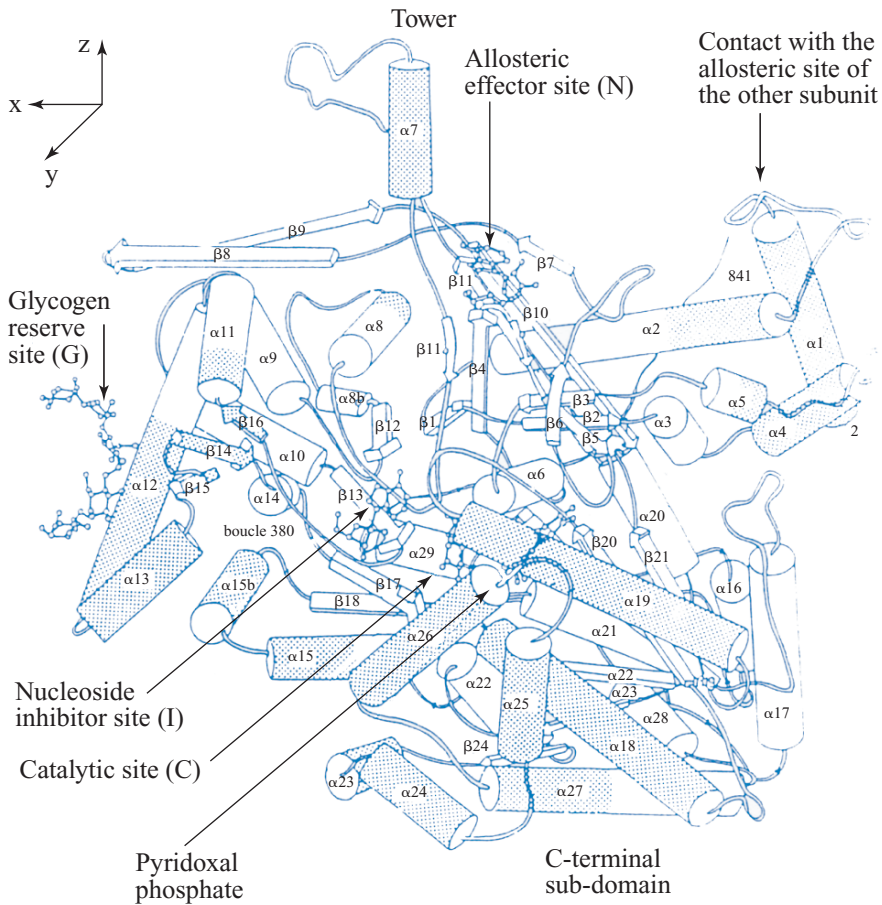 Tower
z
x
y
Allosteric
effector site (N)
Contact with the
allosteric site of
the other subunit
α7
β9
β8
β7
β11
β10
841
Glycogen
reserve
site (G)
α11
α9
α8
α2
α1
β11
β4
α8b
β3
α5
β16
β12
β1
β6
β2
α3
α4
2
β5
β14
α10
α12
β15
α14
β13
α6
α20
boucle 380
β20
α29
β21
α13
α15b
β17
α16
β18
α19
α26
α21
α15
α22
α22
α23
Nucleoside
inhibitor site (I)
α25
α28
α17
α18
β24
Catalytic site (C)
α23
α24
α27
Pyridoxal
phosphate
C-terminal
sub-domain